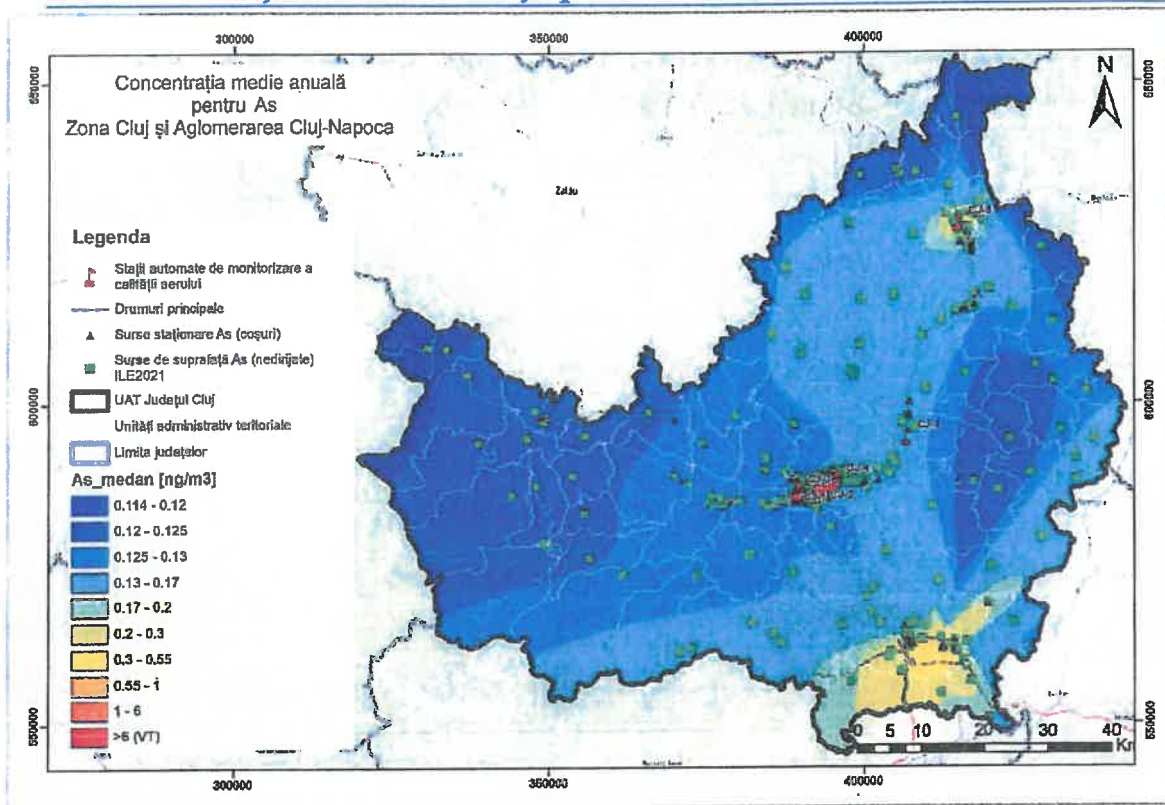 300000 350000 400000
Concentrația medie anuală
pentru As
Zona Cluj și Aglomerarea Cluj-Napoca
N
650000
650000
Zalău
Legenda
Stații automate de monitorizare a
calității aerului
Drumuri principale
Surse staționare As (coșuri)
Surse de suprafață As (nedirijate)
ILE2021
UAT Județul Cluj
Unități administrativ teritoriale
Limita județelor
As_medan [ng/m3]
0.114 - 0.12
0.12 - 0.125
0.125 - 0.13
0.13 - 0.17
0.17 - 0.2
0.2 - 0.3
0.3 - 0.55
0.55 - 1
1 - 6
>6 (VT)
600000
600000
550000
550000
0 5 10 20 30 40
Km
300000 350000 400000